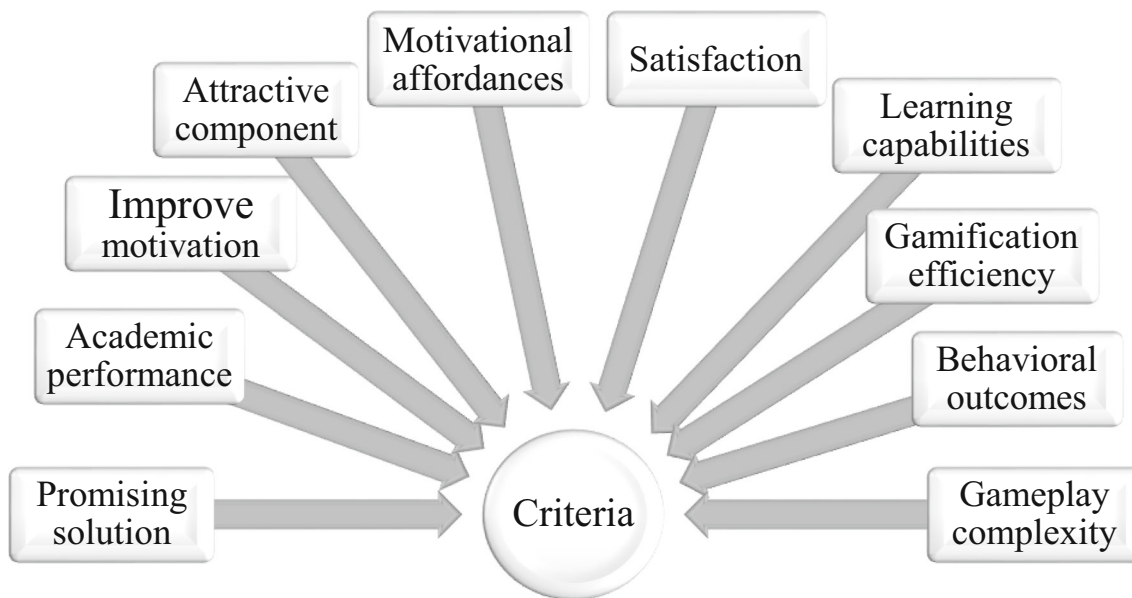 Motivational
affordances
Satisfaction
Attractive
component
Learning
capabilities
Improve
motivation
Gamification
efficiency
Academic
performance
Behavioral
outcomes
Promising
solution
Criteria
Gameplay
complexity